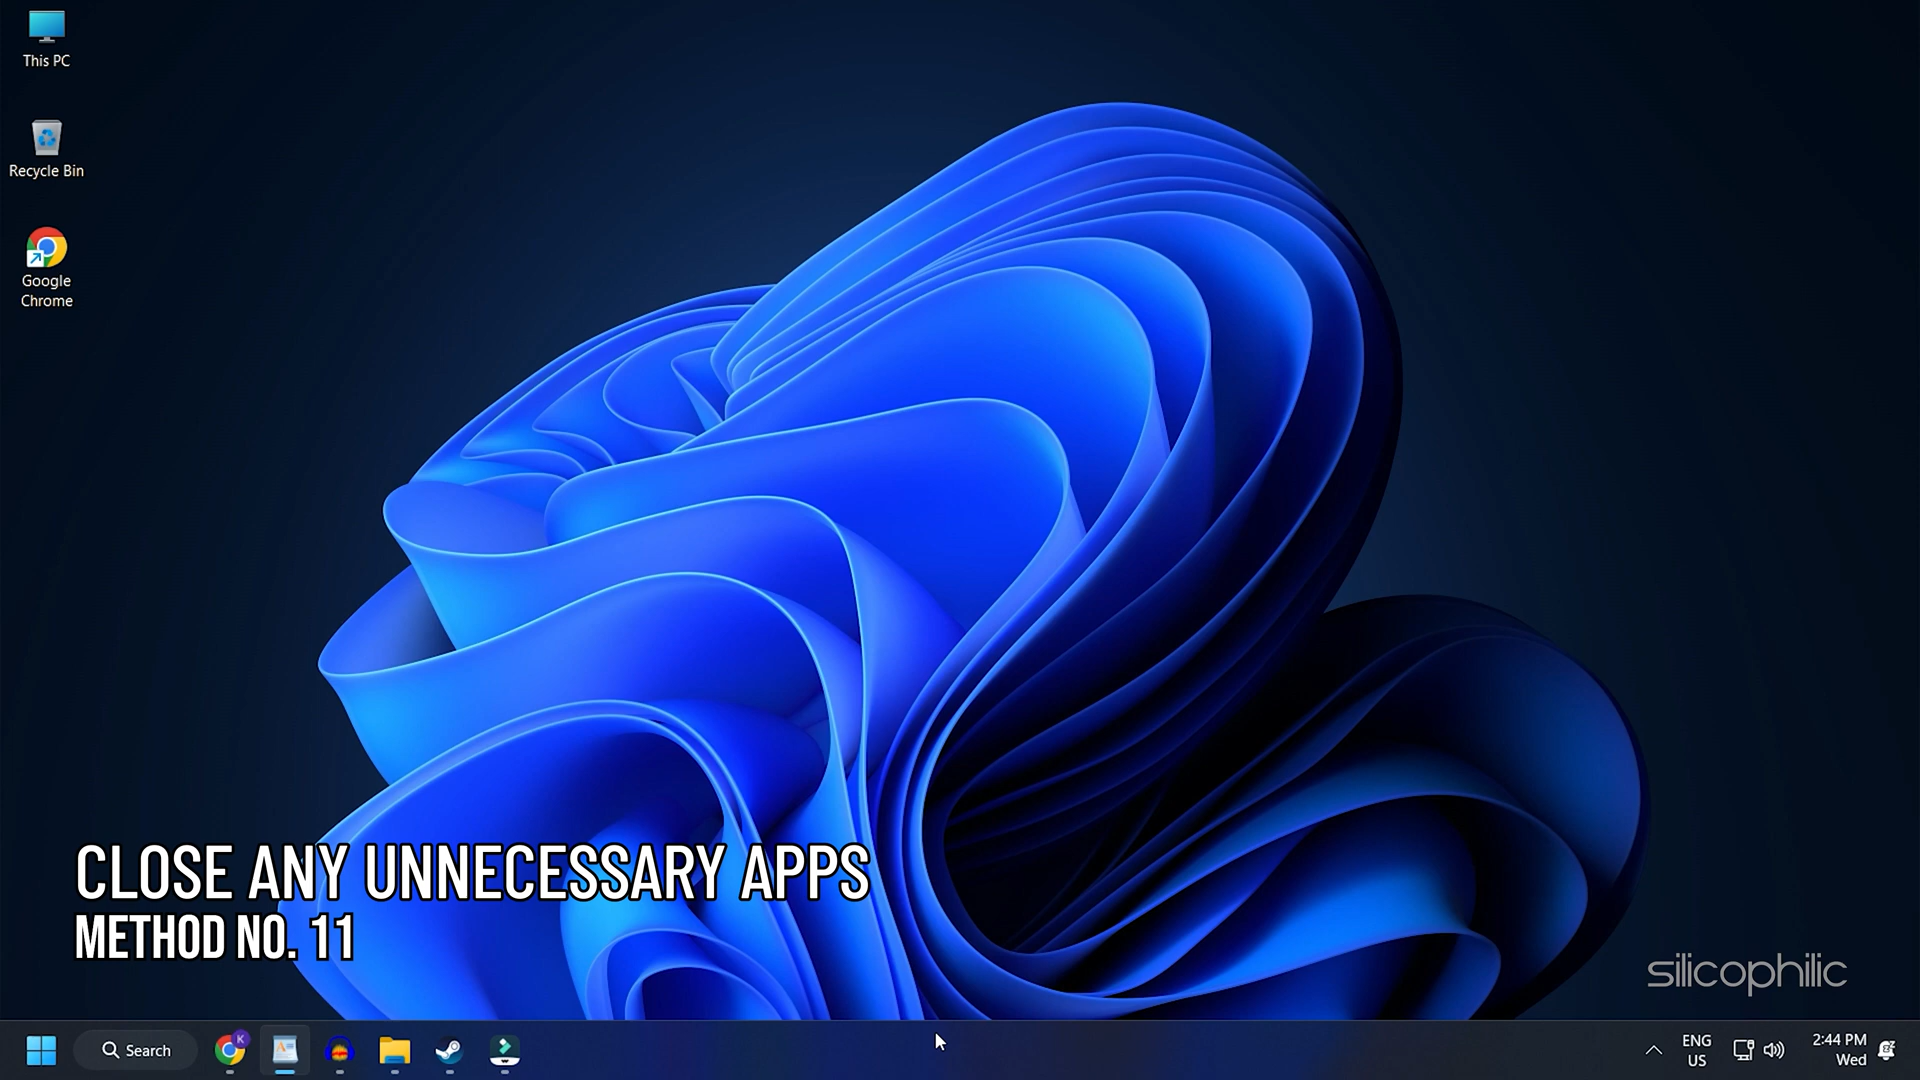 This PC
Recycle Bin
Google
Chrome
CLOSE ANY UNNECESSARY APPS
METHOD NO. 11
silicophilic
Search
K
ENG
US
2:44 PM
Wed